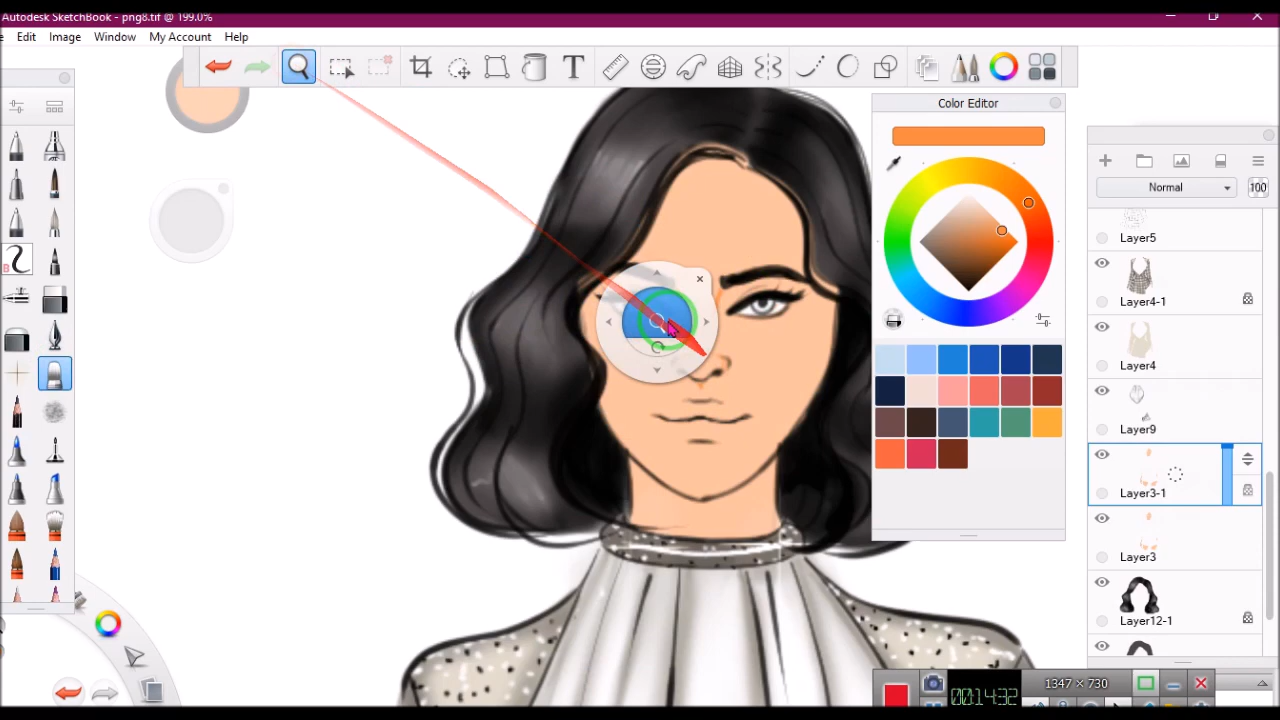 Autodesk SketchBook - png8.tif @ 199.0%
e Edit Image Window My Account Help
T
Color Editor
Normal 100
Layer5
Layer4-1
Layer4
Layer9
Layer3-1
Layer3
Layer12-1
B
00:14:32
1347 × 730